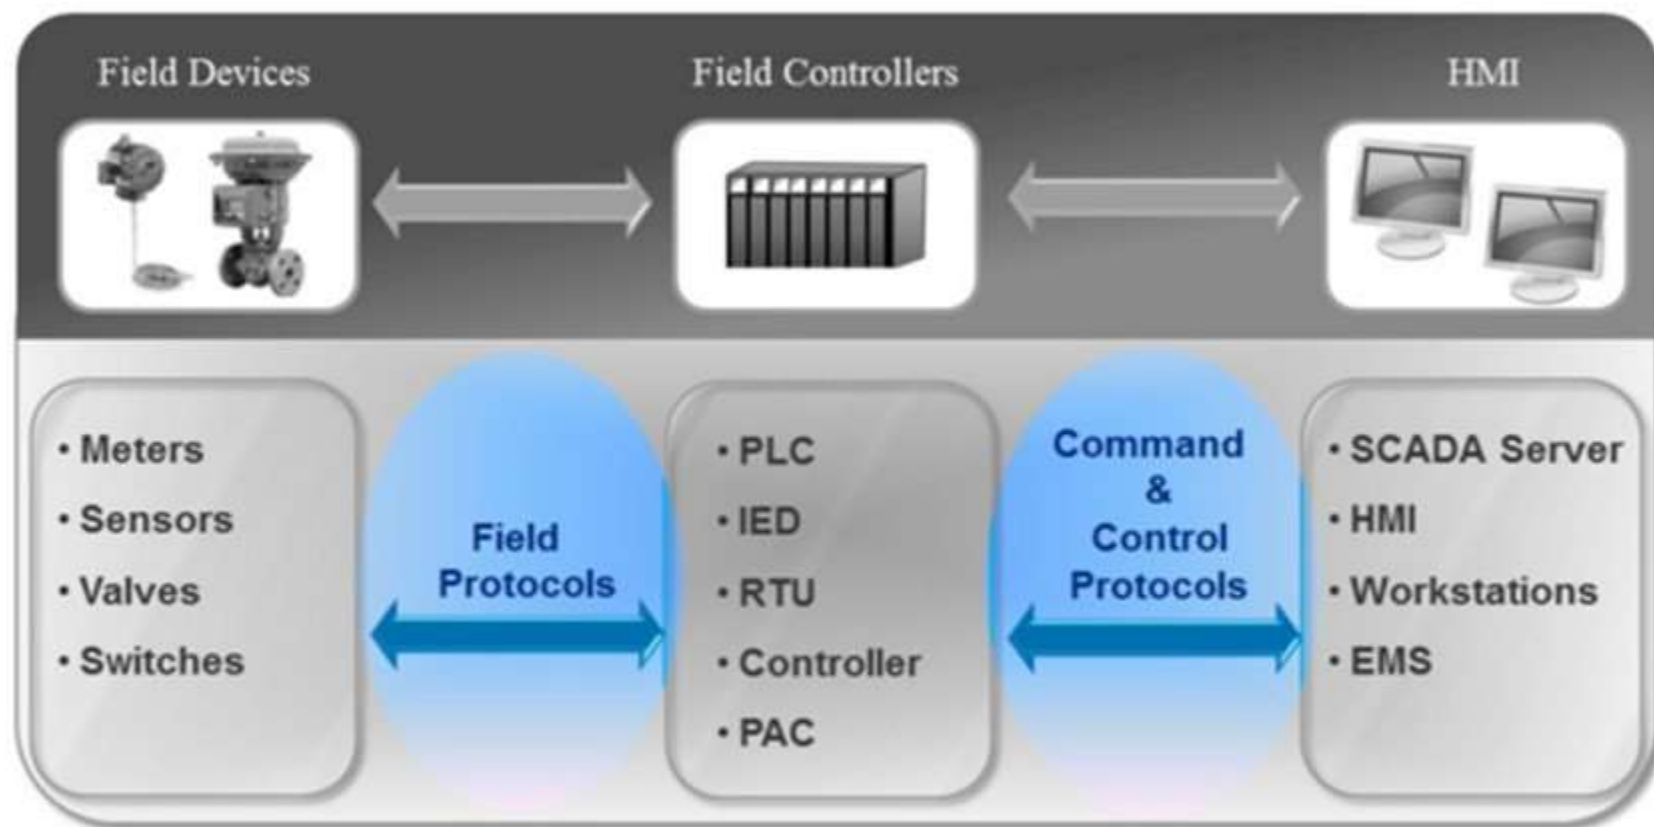 Field Devices
Field Controllers
HMI
• Meters
• Sensors
• Valves
• Switches
Field
Protocols
• PLC
• IED
• RTU
• Controller
• PAC
Command
&
Control
Protocols
• SCADA Server
• HMI
• Workstations
• EMS